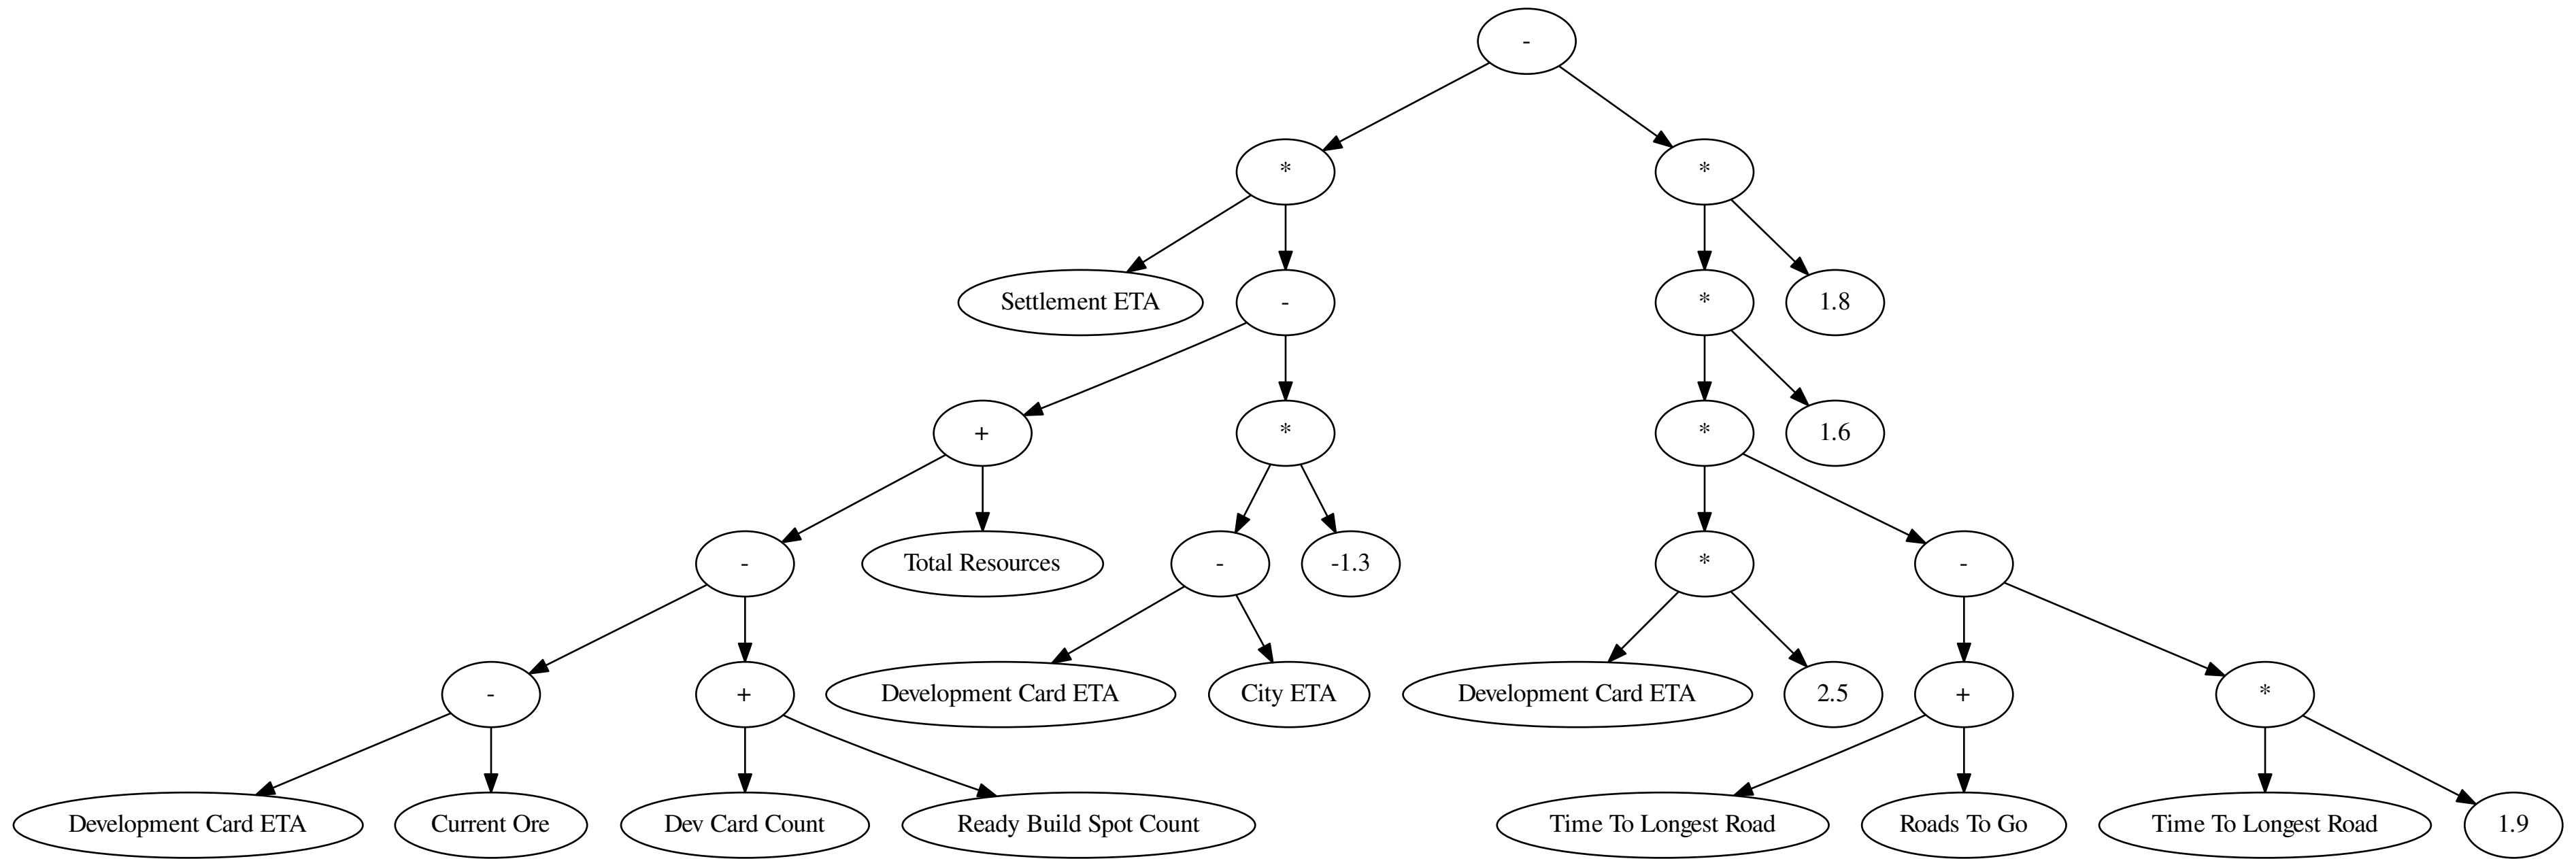 -
*
*
Settlement ETA
-
*
1.8
+
*
*
1.6
-
Total Resources
-
-1.3
*
-
-
+
Development Card ETA
City ETA
Development Card ETA
2.5
+
*
Development Card ETA
Current Ore
Dev Card Count
Ready Build Spot Count
Time To Longest Road
Roads To Go
Time To Longest Road
1.9